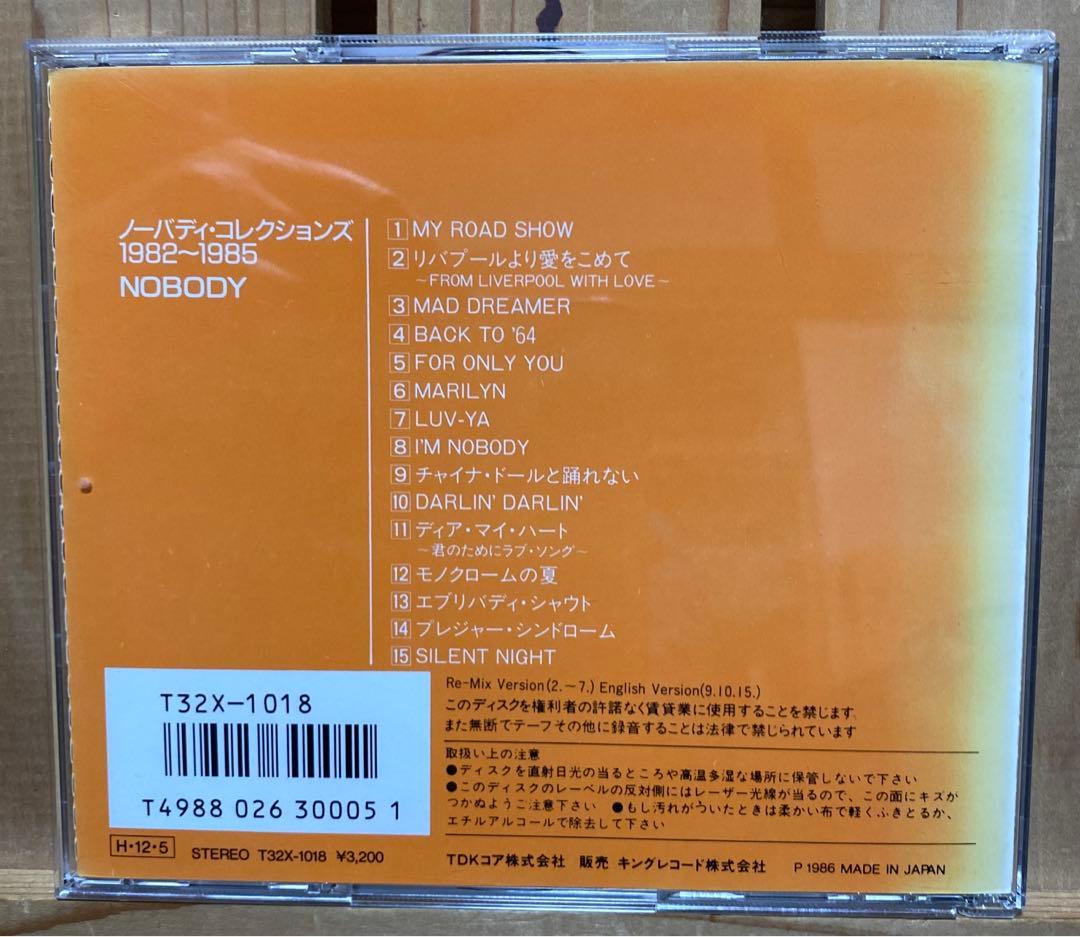 ノーバディ・コレクションズ
1982〜1985
NOBODY
1 MY ROAD SHOW
2 リバプールより愛をこめて
〜FROM LIVERPOOL WITH LOVE〜
3 MAD DREAMER
4 BACK TO '64
5 FOR ONLY YOU
6 MARILYN
7 LUV-YA
8 I'M NOBODY
9 チャイナ・ドールと踊れない
10 DARLIN' DARLIN'
11 ディア・マイ・ハート
〜君のためにラブ・ソング〜
12 モノクロームの夏
13 エブリバディ・シャウト
14 プレジャー・シンドローム
15 SILENT NIGHT
T32X-1018
T4988026300051
H・12・5
STEREO T32X-1018 ¥3,200
Re-Mix Version(2.〜7.) English Version(9.10.15.)
このディスクを権利者の許諾なく賃貸業に使用することを禁じます
また無断でテープその他に録音することは法律で禁じられています
取扱い上の注意
●ディスクを直射日光の当るところや高温多湿な場所に保管しないで下さい
●このディスクのレーベルの反対側にはレーザー光線が当るので、この面にキズが
つかぬようご注意下さい ●もし汚れがついたときは柔かい布で軽くふきとるか、
エチルアルコールで除去して下さい
TDKコア株式会社 販売 キングレコード株式会社
P 1986 MADE IN JAPAN